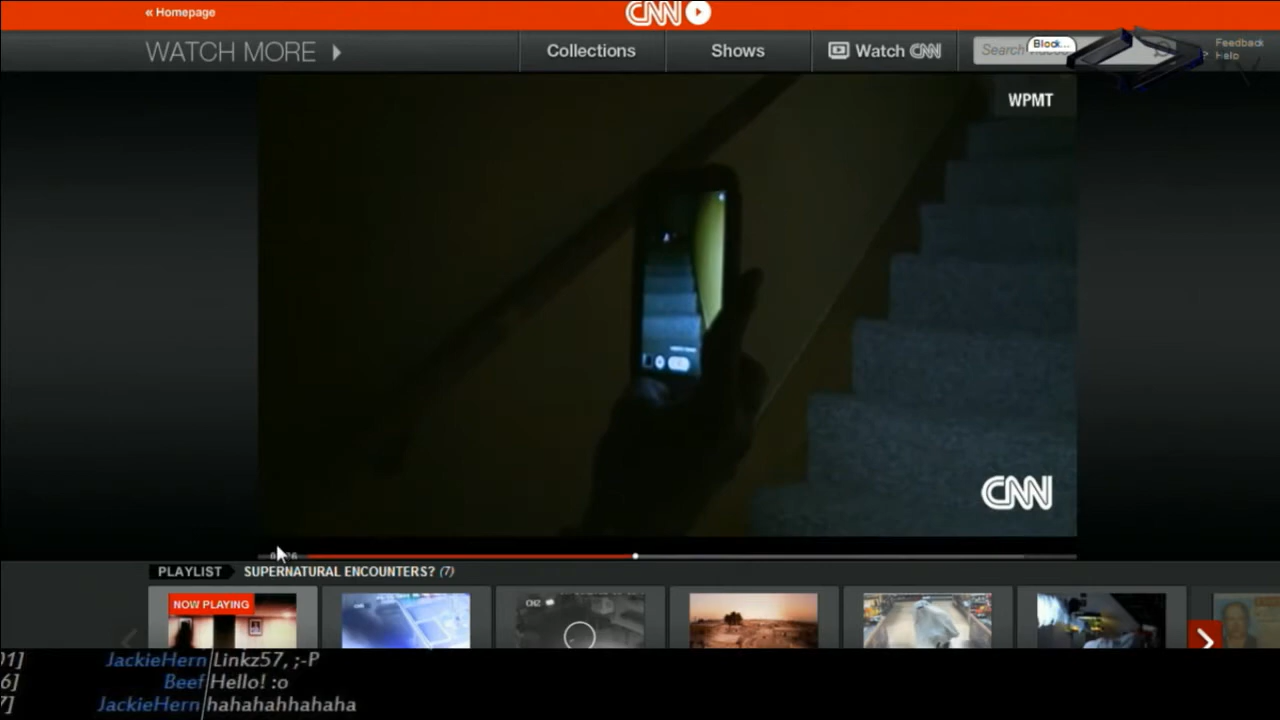 « Homepage
CNN
WATCH MORE
Collections
Shows
Watch CNN
Search
Block...
Feedback
Help
WPMT
CNN
PLAYLIST
SUPERNATURAL ENCOUNTERS? (7)
NOW PLAYING
CH2
01] JackieHern Linkz57, ;-P
6] Beef Hello! :o
7] JackieHern hahahahhahaha